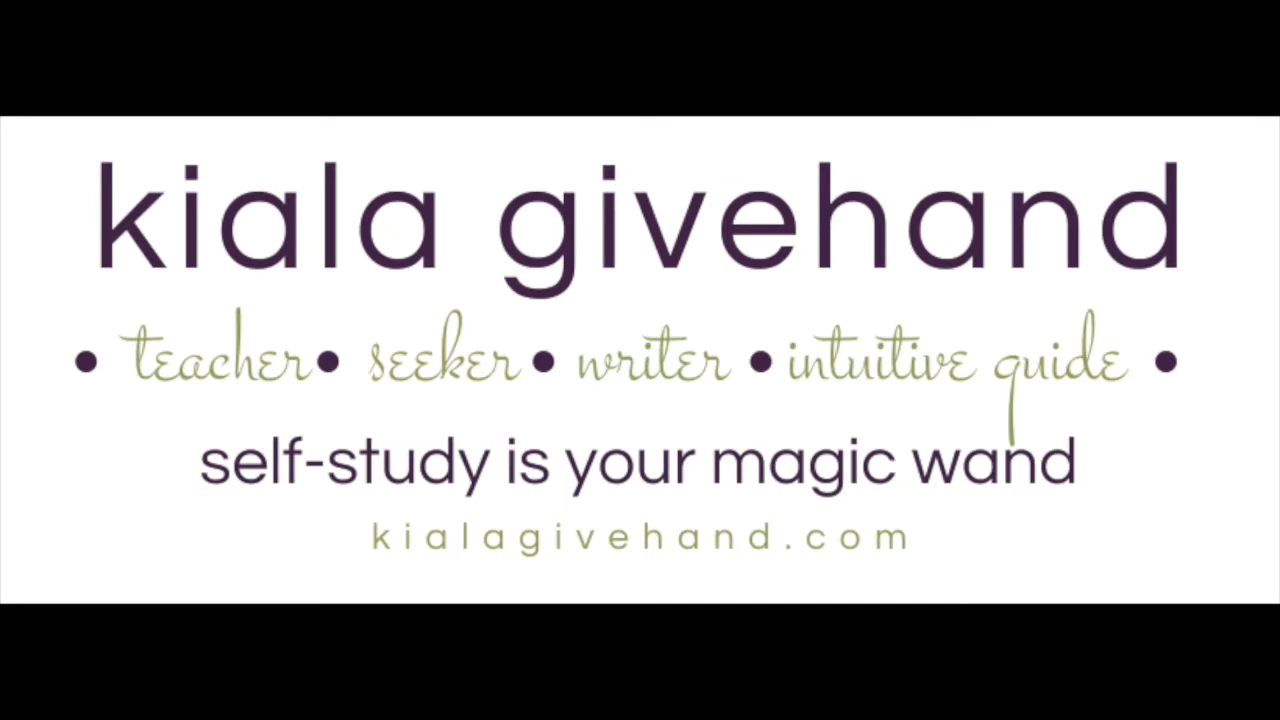 kiala givehand
• teacher • seeker • writer • intuitive guide •
self-study is your magic wand
kialagivehand.com